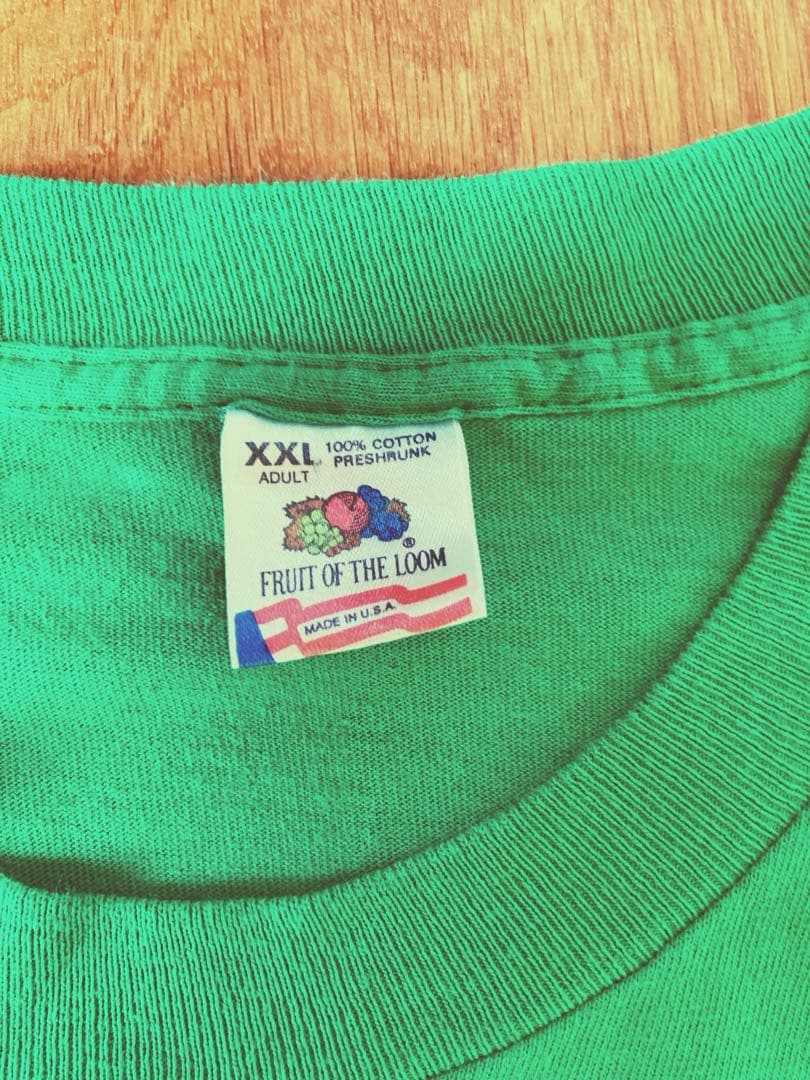 XXL 100% COTTON
ADULT PRESHRUNK
®
FRUIT OF THE LOOM
MADE IN U.S.A.